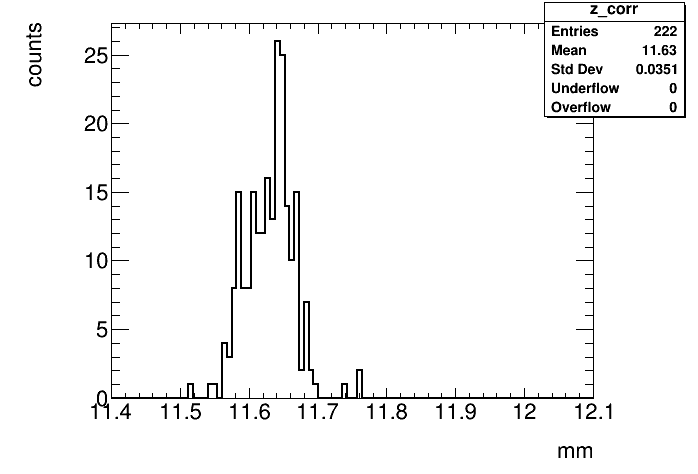 z_corr
Entries 222
Mean 11.63
Std Dev 0.0351
Underflow 0
Overflow 0
counts
25
20
15
10
5
0
11.4 11.5 11.6 11.7 11.8 11.9 12 12.1
mm